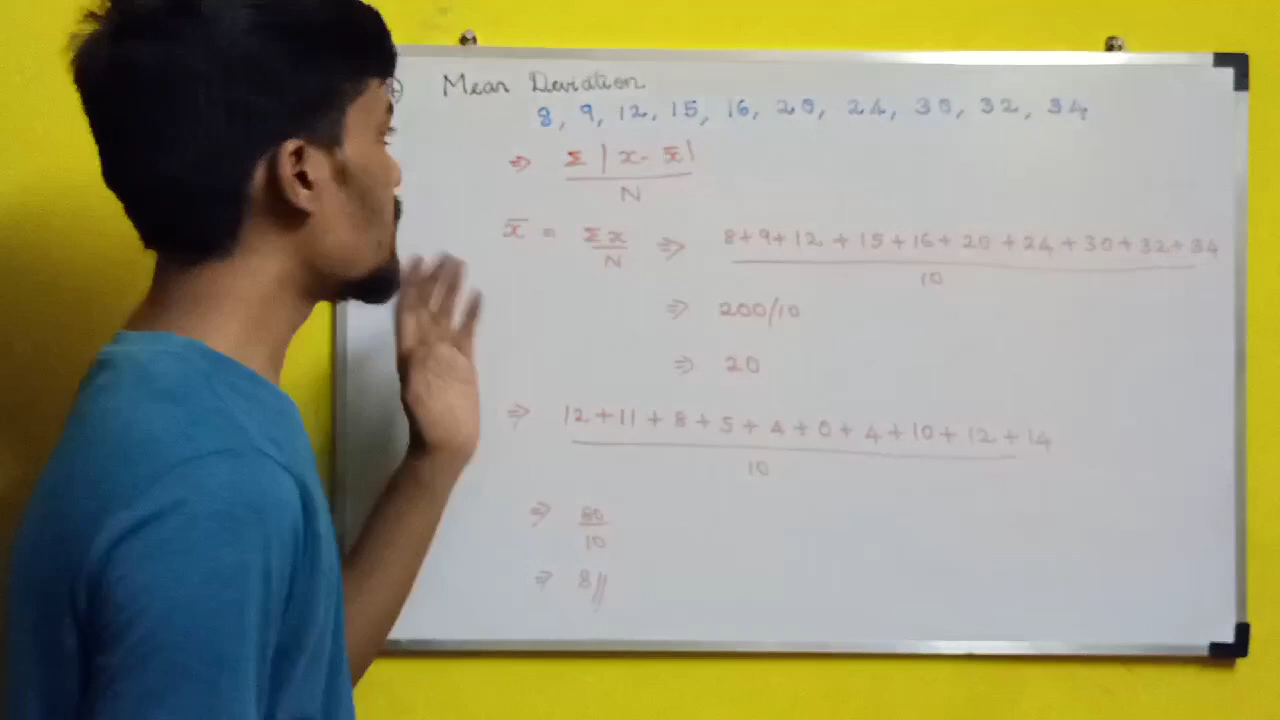 Mean Deviation
8, 9, 12, 15, 16, 20, 24, 30, 32, 34
⇒ Σ|x - x̄| / N
x̄ = Σx / N ⇒ 8+9+12+15+16+20+24+30+32+34 / 10
⇒ 200/10
⇒ 20
⇒ 12+11+8+5+4+0+4+10+12+14 / 10
⇒ 80 / 10
⇒ 8//